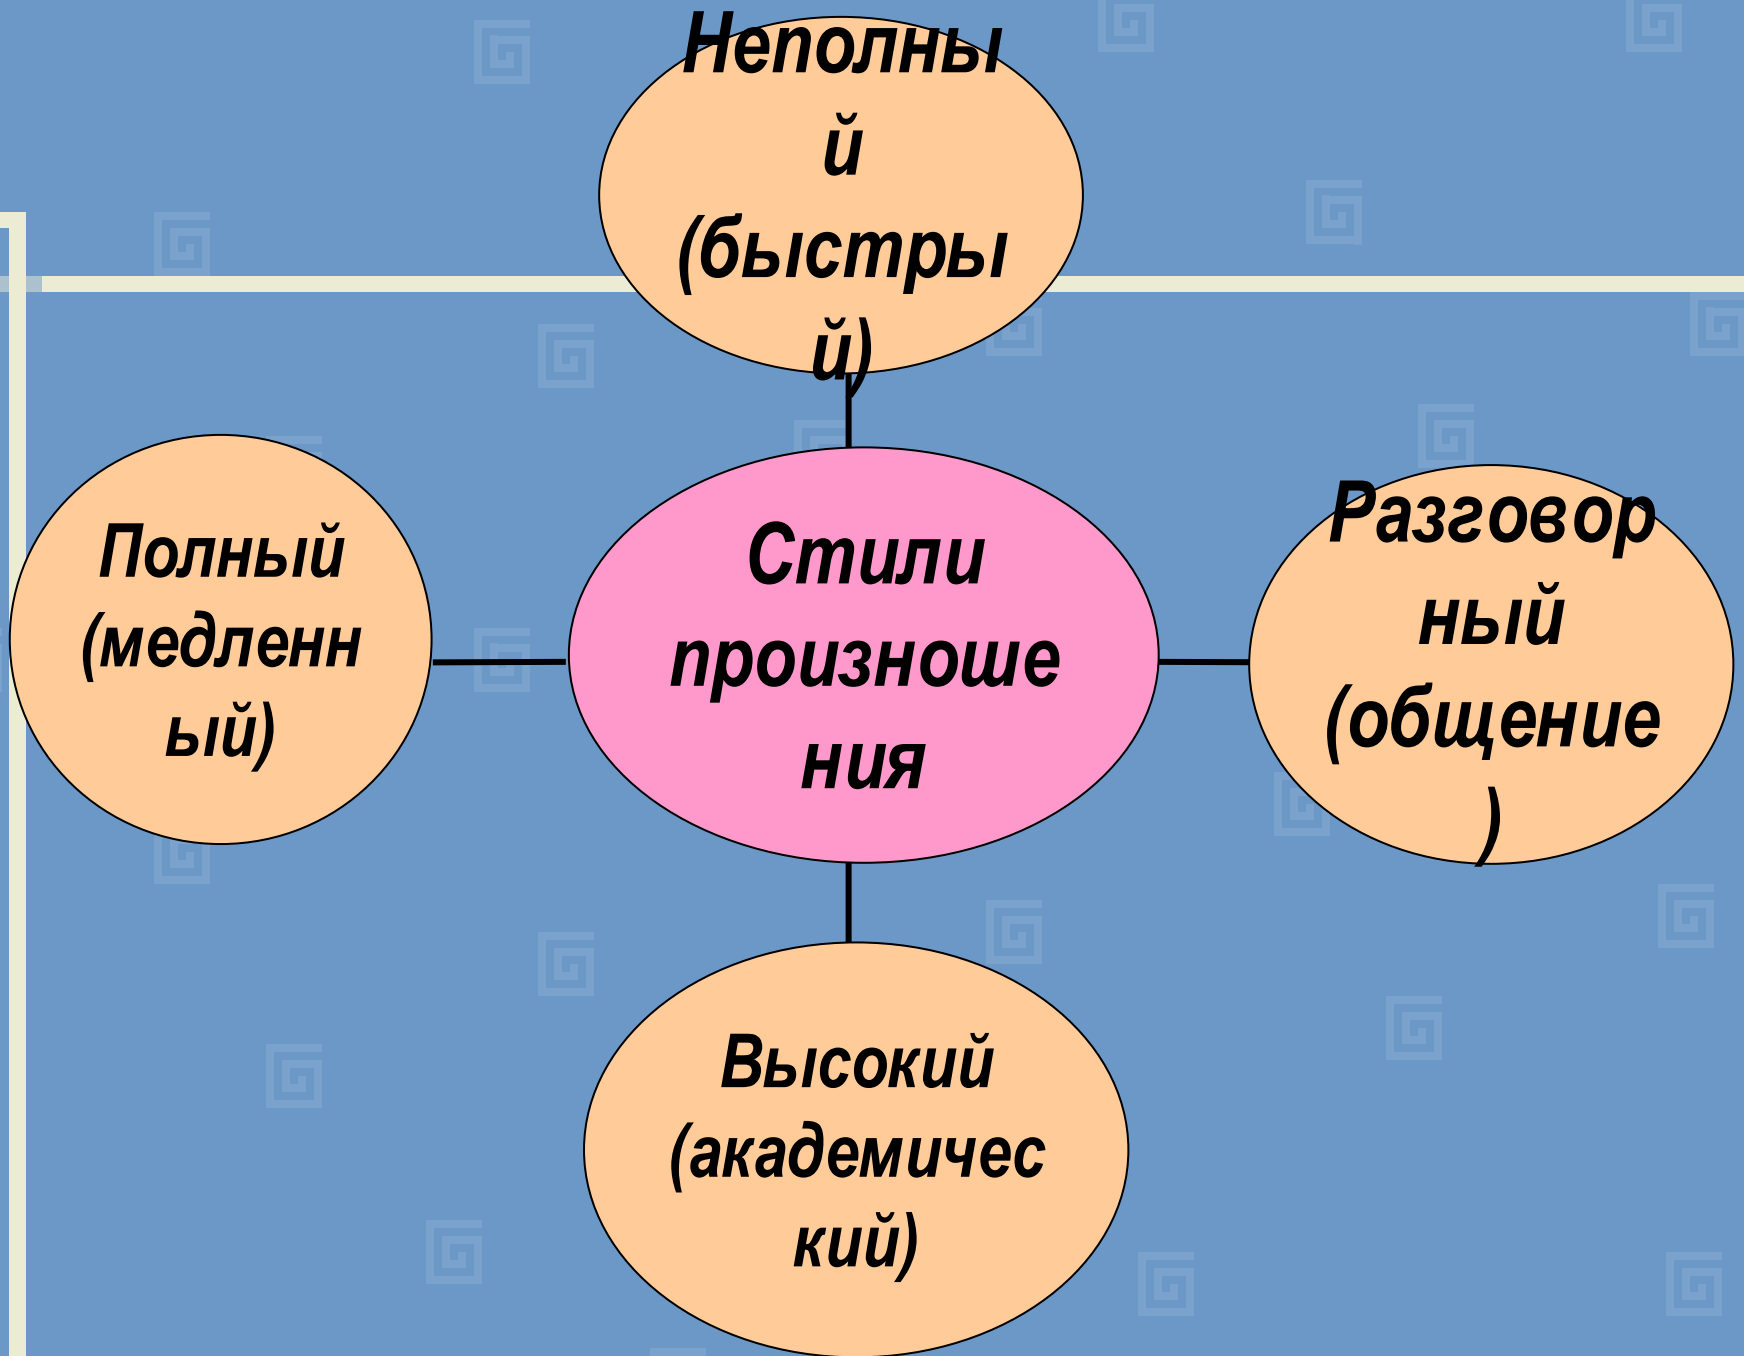 Неполны
й
(быстры
й)
Полный
(медленн
ый)
Стили
произноше
ния
Разговор
ный
(общение
)
Высокий
(академичес
кий)